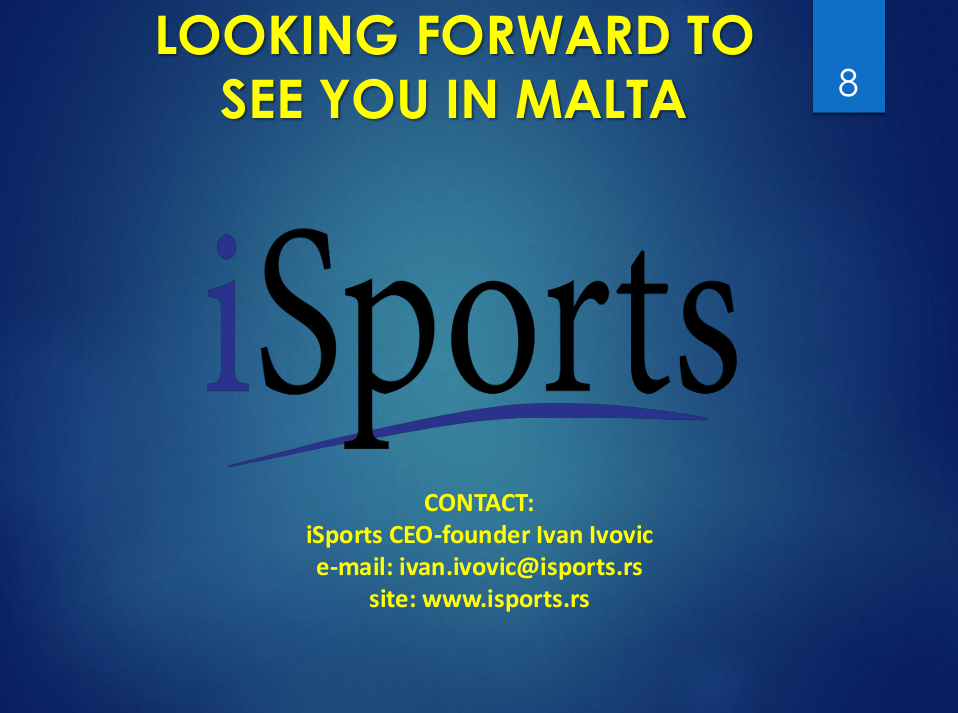 LOOKING FORWARD TO
SEE YOU IN MALTA
8
iSports
CONTACT:
iSports CEO-founder Ivan Ivovic
e-mail: ivan.ivovic@isports.rs
site: www.isports.rs